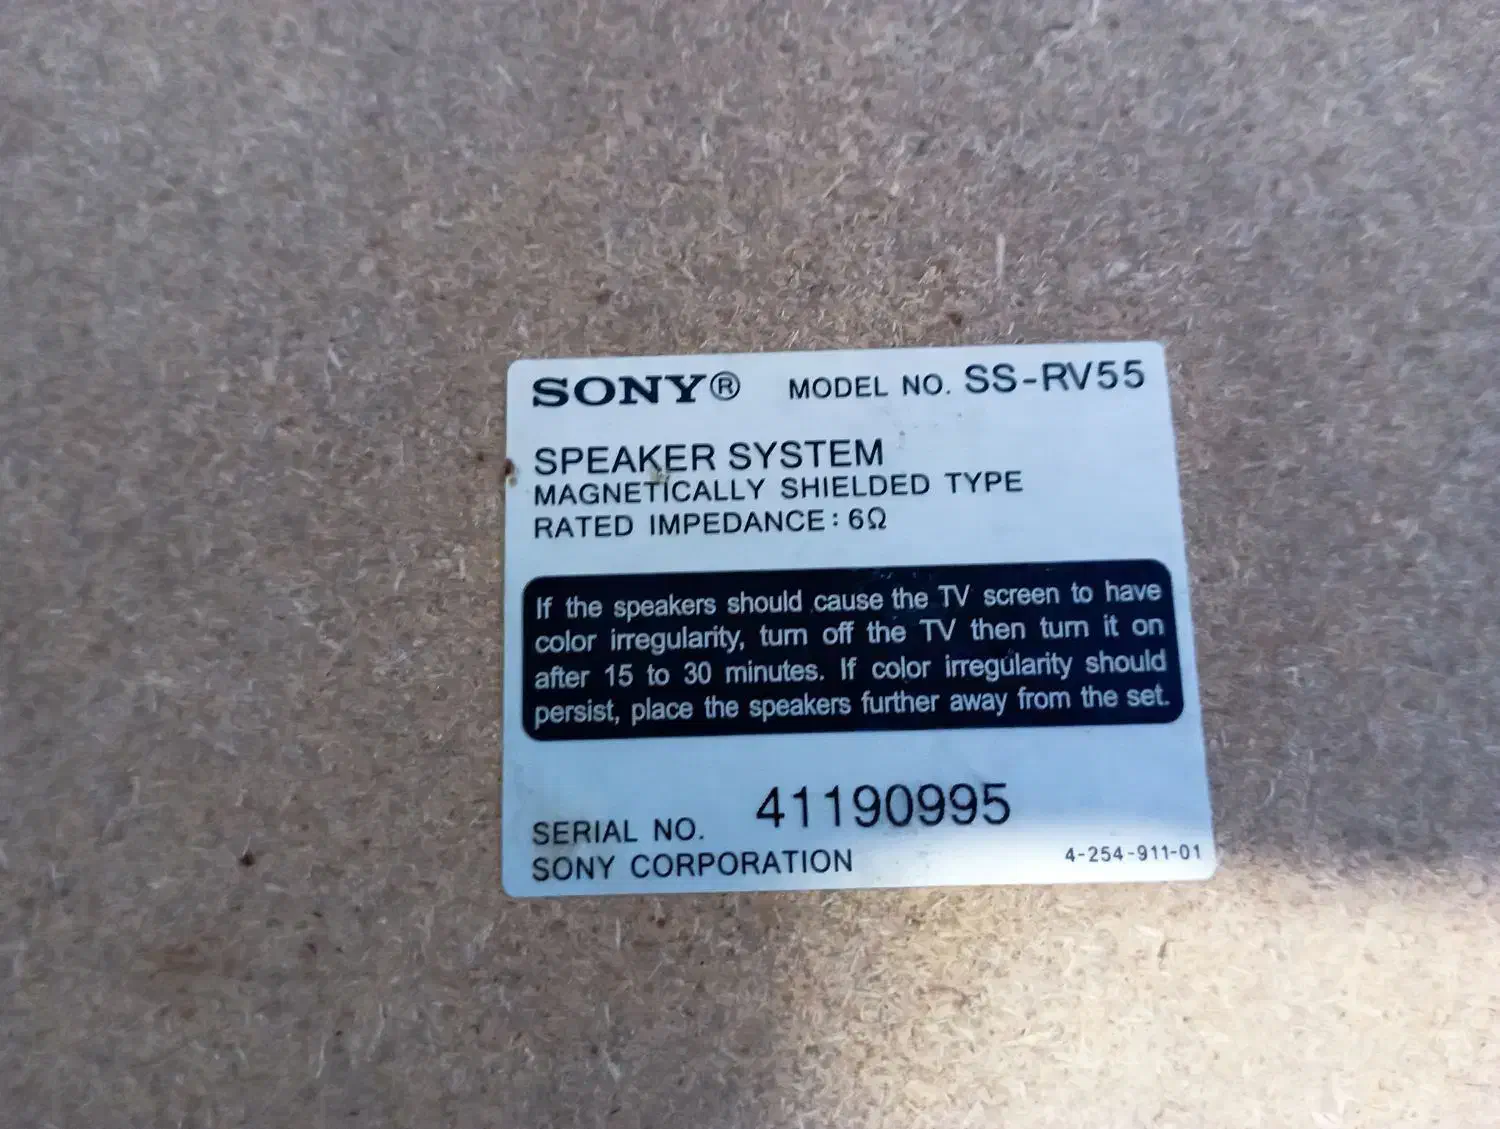 SONY® MODEL NO. SS-RV55
SPEAKER SYSTEM
MAGNETICALLY SHIELDED TYPE
RATED IMPEDANCE: 6Ω
If the speakers should cause the TV screen to have
color irregularity, turn off the TV then turn it on
after 15 to 30 minutes. If color irregularity should
persist, place the speakers further away from the set.
SERIAL NO. 41190995
SONY CORPORATION 4-254-911-01